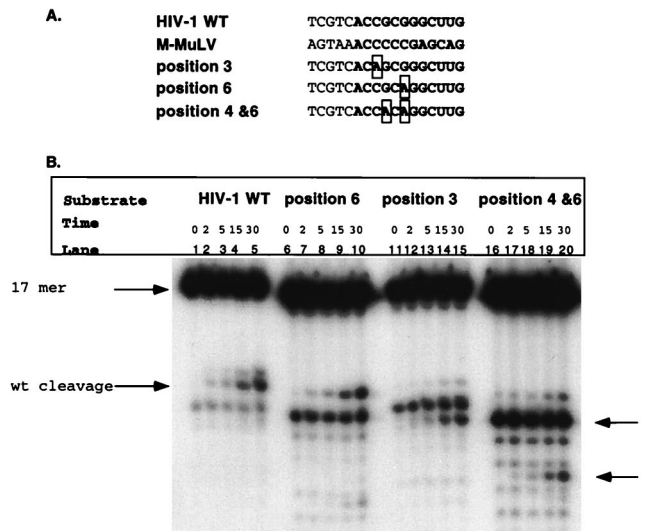 A.
HIV-1 WT TCGTCACCGCGGGCUUG
M-MuLV AGTAAACCCCCGAGCAG
position 3 TCGTCACAGCGGGCUUG
position 6 TCGTCACCGCAGGCUUG
position 4 &6 TCGTCACCACAGGCUUG
B.
Substrate HIV-1 WT position 6 position 3 position 4 &6
Time 0 2 5 15 30 0 2 5 15 30 0 2 5 15 30 0 2 5 15 30
Lane 1 2 3 4 5 6 7 8 9 10 11 12 13 14 15 16 17 18 19 20
17 mer
wt cleavage